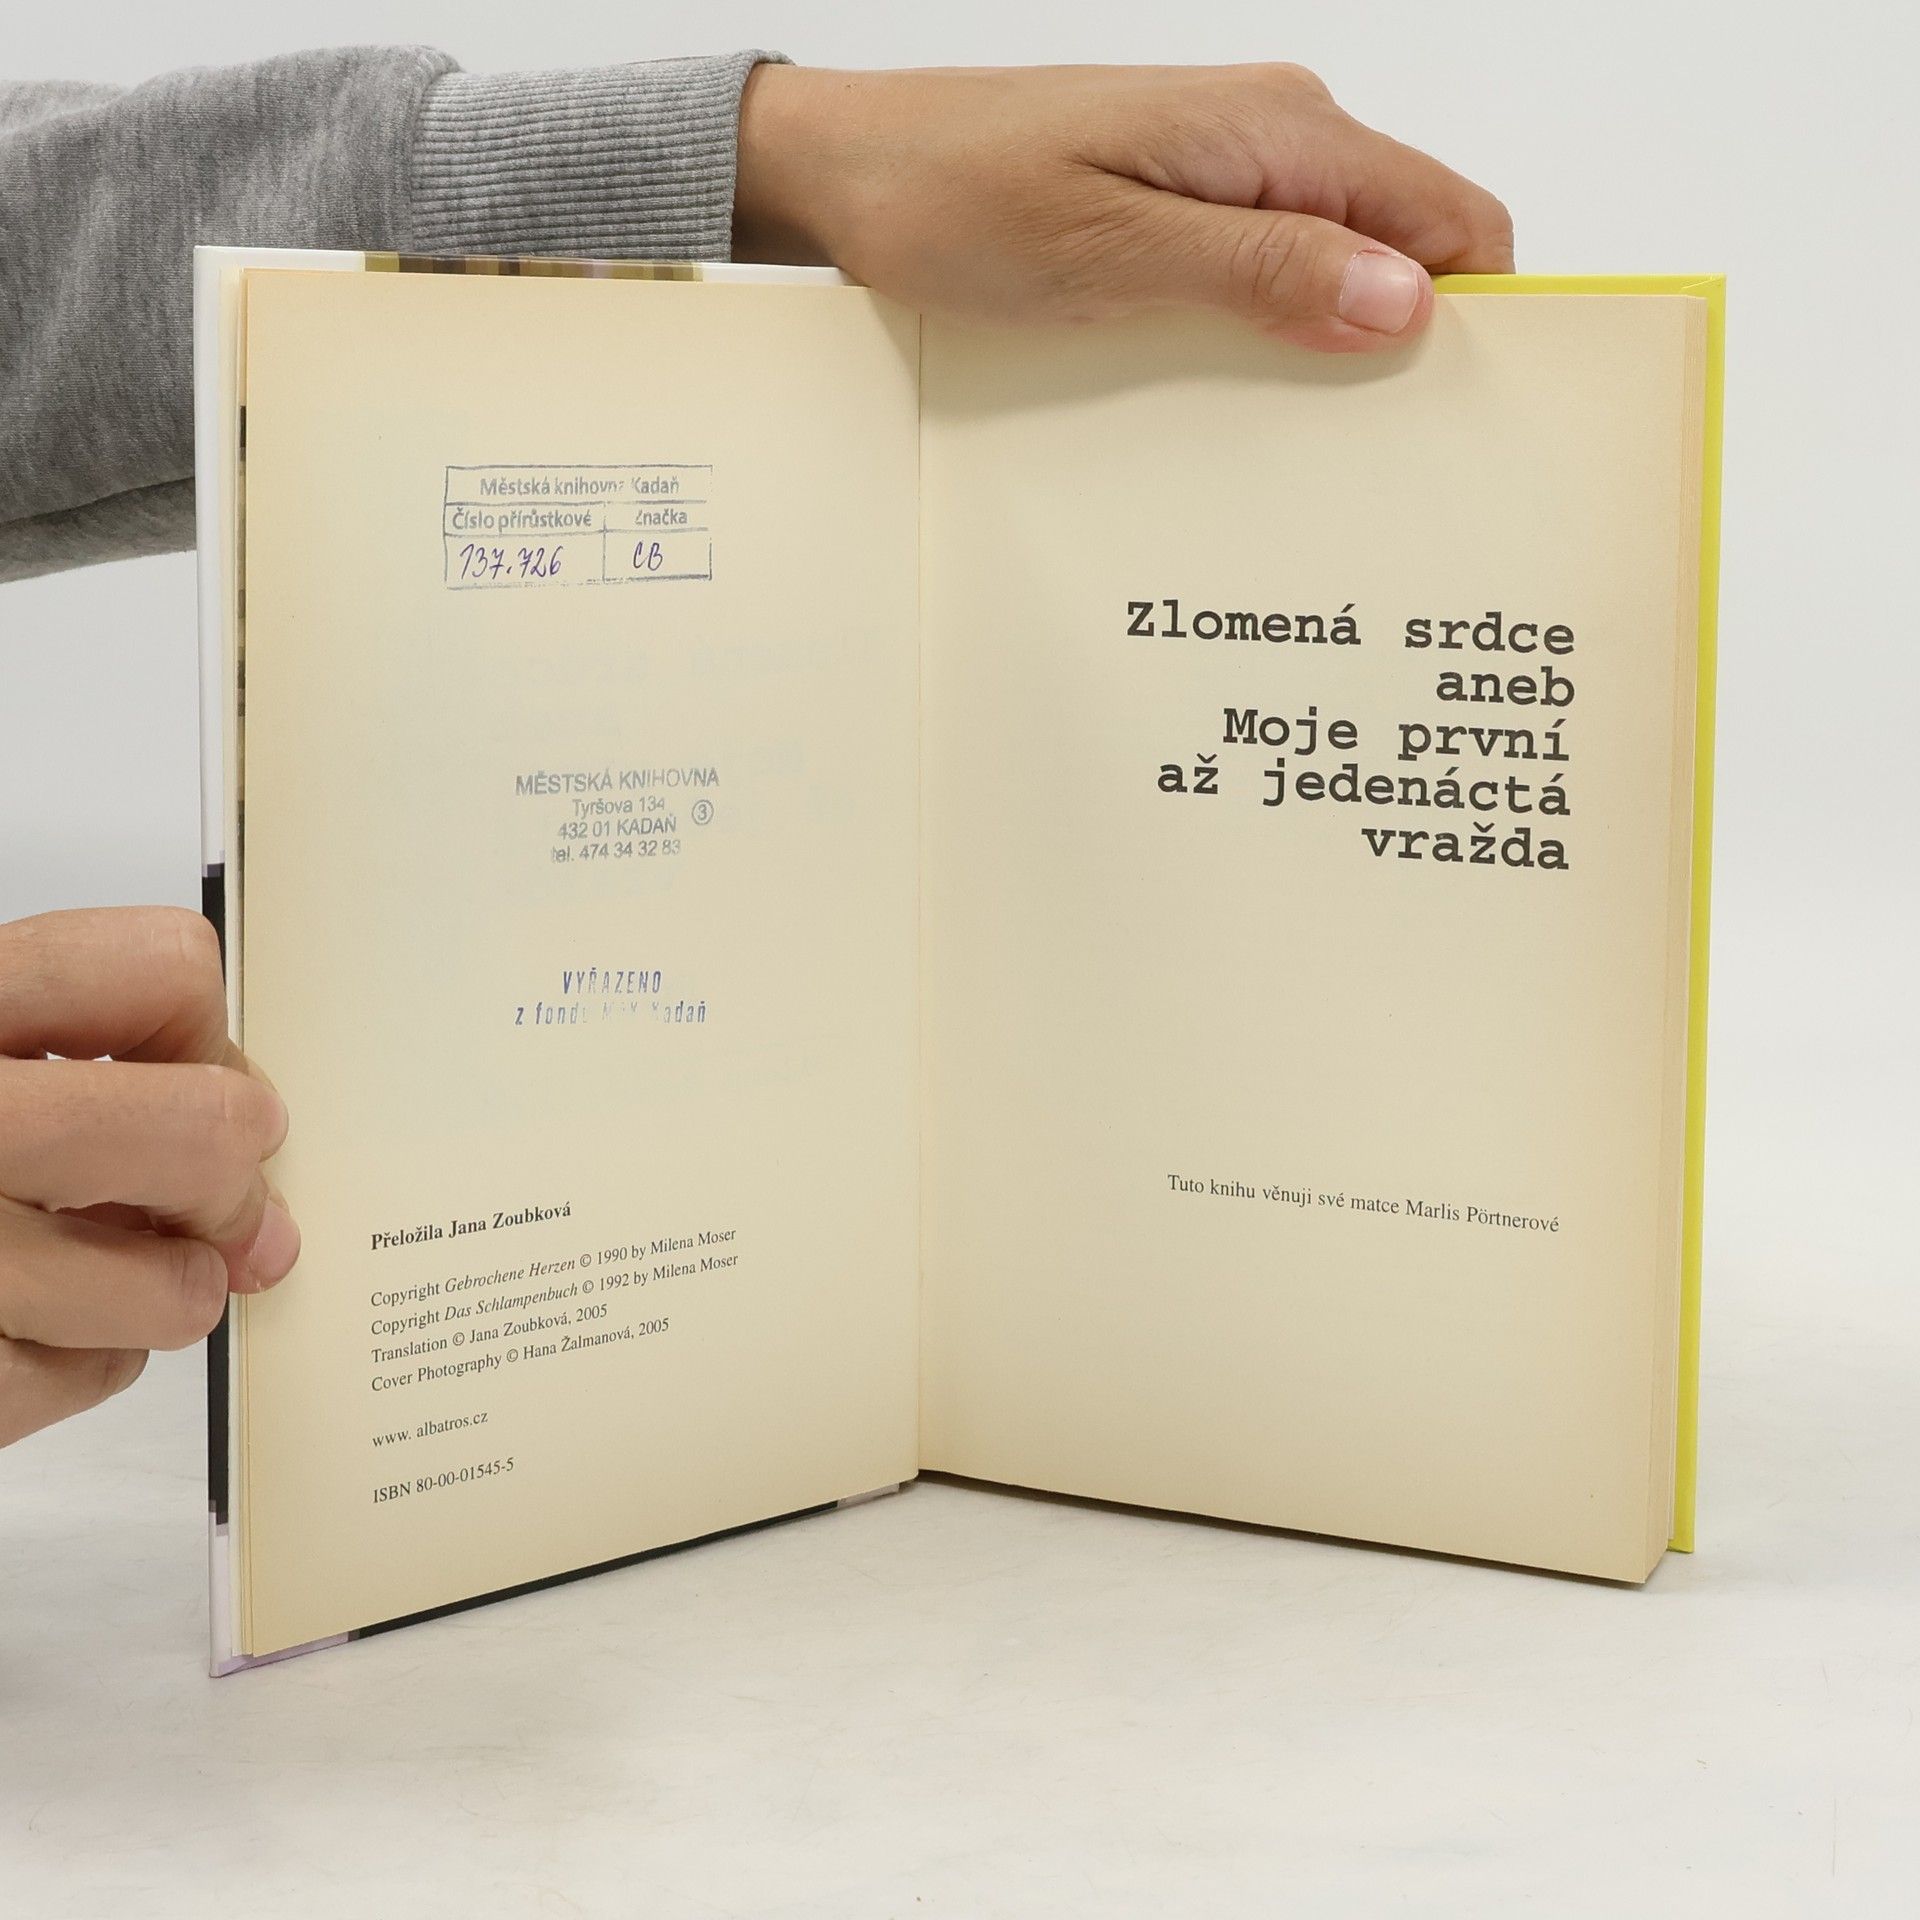 Městská knihovna Kadaň
Číslo přírůstkové Značka
137.726 CB
MĚSTSKÁ KNIHOVNA
Tyršova 134
432 01 KADAŇ 3
tel. 474 34 32 83
VYŘAZENO
z fondu Kadaň
Přeložila Jana Zoubková
Copyright Gebrochene Herzen © 1990 by Milena Moser
Copyright Das Schlampenbuch © 1992 by Milena Moser
Translation © Jana Zoubková, 2005
Cover Photography © Hana Žalmanová, 2005
www. albatros.cz
ISBN 80-00-01545-5
Zlomená srdce
aneb
Moje první
až jedenáctá
vražda
Tuto knihu věnuji své matce Marlis Pörtnerové